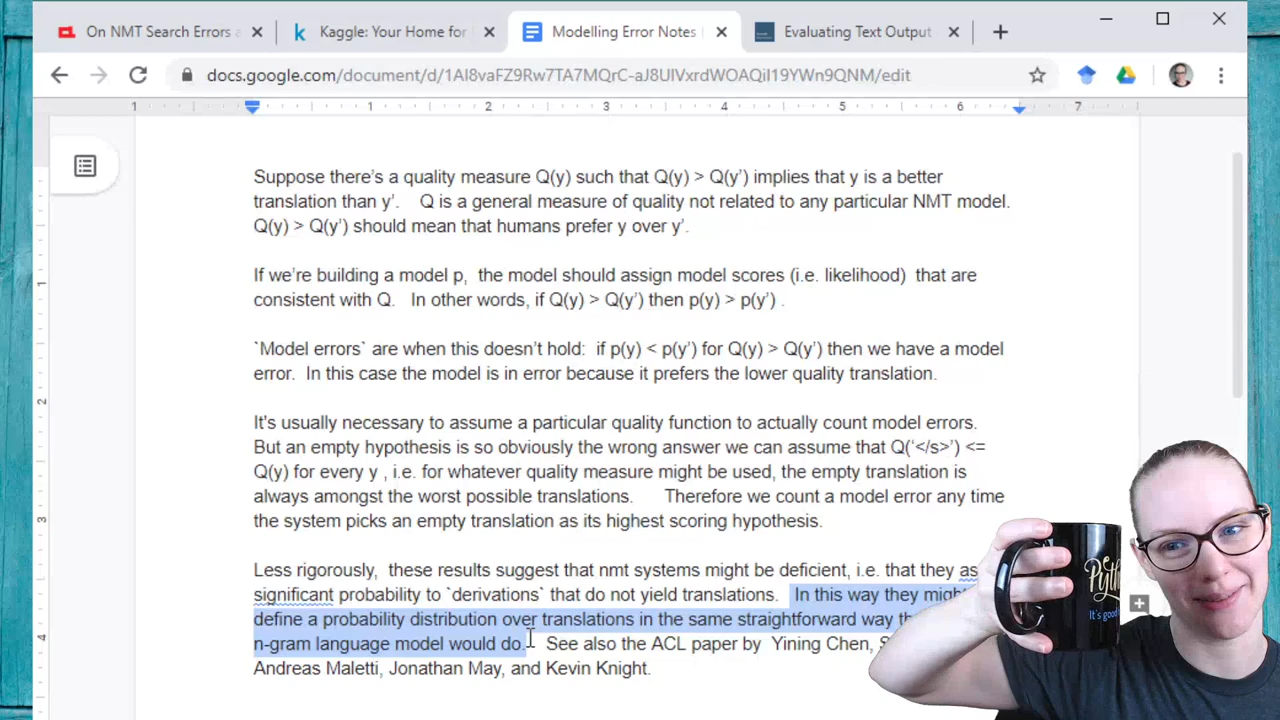 On NMT Search Errors
Kaggle: Your Home for
Modelling Error Notes
Evaluating Text Output
docs.google.com/document/d/1AI8vaFZ9Rw7TA7MQrC-aJ8UIVxrdWOAQiI19YWn9QNM/edit
1 1 2 3 4 5 6 7
Suppose there's a quality measure Q(y) such that Q(y) > Q(y') implies that y is a better
translation than y'. Q is a general measure of quality not related to any particular NMT model.
Q(y) > Q(y') should mean that humans prefer y over y'.
1
If we're building a model p, the model should assign model scores (i.e. likelihood) that are
consistent with Q. In other words, if Q(y) > Q(y') then p(y) > p(y') .
`Model errors` are when this doesn't hold: if p(y) < p(y') for Q(y) > Q(y') then we have a model
error. In this case the model is in error because it prefers the lower quality translation.
2
It's usually necessary to assume a particular quality function to actually count model errors.
But an empty hypothesis is so obviously the wrong answer we can assume that Q('</s>') <=
Q(y) for every y , i.e. for whatever quality measure might be used, the empty translation is
always amongst the worst possible translations. Therefore we count a model error any time
3
the system picks an empty translation as its highest scoring hypothesis.
Less rigorously, these results suggest that nmt systems might be deficient, i.e. that they as
significant probability to `derivations` that do not yield translations. In this way they might
define a probability distribution over translations in the same straightforward way
4
n-gram language model would do. See also the ACL paper by Yining Chen,
Andreas Maletti, Jonathan May, and Kevin Knight.
It's good